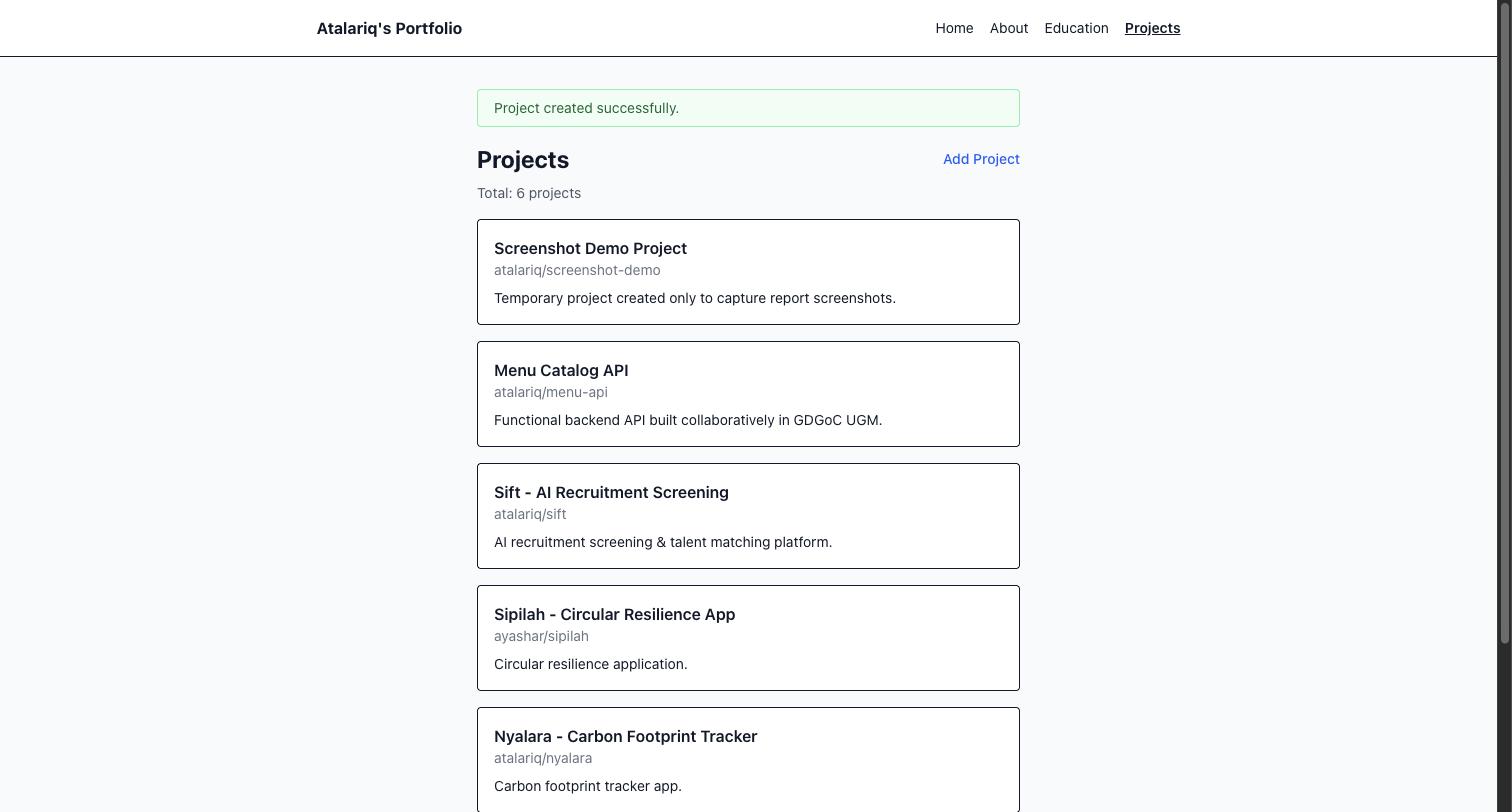 Atalariq's Portfolio
Home About Education Projects
Project created successfully.
Projects
Add Project
Total: 6 projects
Screenshot Demo Project
atalariq/screenshot-demo
Temporary project created only to capture report screenshots.
Menu Catalog API
atalariq/menu-api
Functional backend API built collaboratively in GDGoC UGM.
Sift - AI Recruitment Screening
atalariq/sift
AI recruitment screening & talent matching platform.
Sipilah - Circular Resilience App
ayashar/sipilah
Circular resilience application.
Nyalara - Carbon Footprint Tracker
atalariq/nyalara
Carbon footprint tracker app.